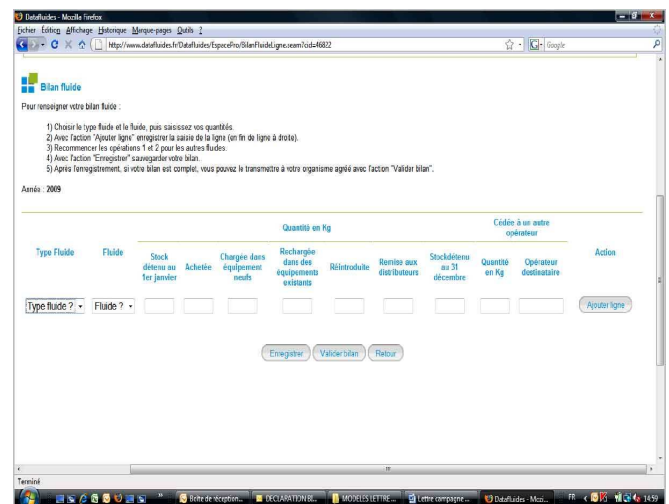 Datafluides - Mozilla Firefox
Fichier Édition Affichage Historique Marque-pages Outils ?
http://www.datafluides.fr/Datafluides/EspacePro/BilanFluideLigne.seam?cid=46822
Google
Bilan fluide
Pour renseigner votre bilan fluide :
1) Choisir le type fluide et le fluide, puis saisissez vos quantités.
2) Avec l'action "Ajouter ligne" enregistrer la saisie de la ligne (en fin de ligne à droite).
3) Recommencer les opérations 1 et 2 pour les autres fluides.
4) Avec l'action "Enregistrer" sauvegarder votre bilan.
5) Après l'enregistrement, si votre bilan est complet, vous pouvez le transmettre à votre organisme agréé avec l'action "Valider bilan".
Année : 2009
Quantité en Kg
Cédée à un autre
opérateur
Type Fluide
Fluide
Stock
détenu au
1er janvier
Achetée
Chargée dans
équipement
neufs
Rechargée
dans des
équipements
existants
Réintroduite
Remise aux
distributeurs
Stockdétenu
au 31
décembre
Quantité
en Kg
Opérateur
destinataire
Action
Type fluide ?
Fluide ?
Ajouter ligne
Enregistrer
Valider bilan
Retour
Terminé
Boîte de réception...
DECLARATION BI...
MODELES LETTRE ...
Lettre campagne ...
Datafluides - Mozi...
FR
14:59